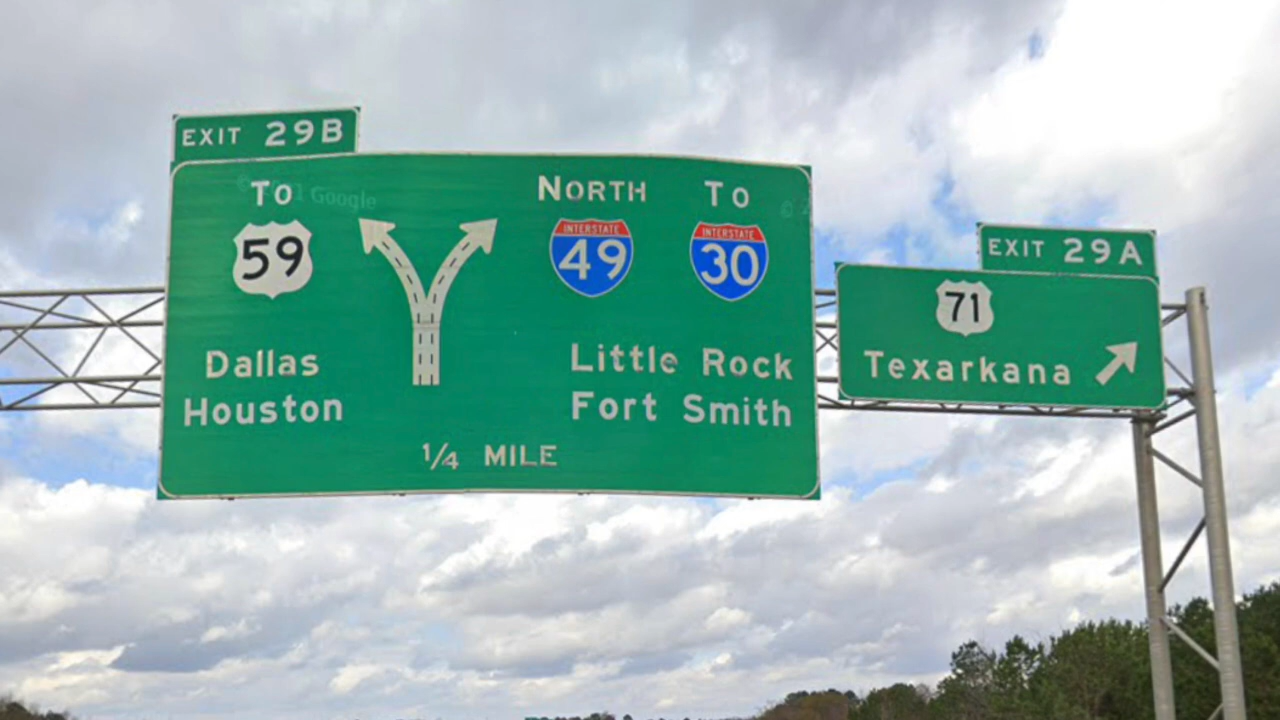 EXIT 29B
TO
59
Dallas
Houston
NORTH TO
INTERSTATE INTERSTATE
49 30
Little Rock
Fort Smith
1/4 MILE
EXIT 29A
71
Texarkana
Google